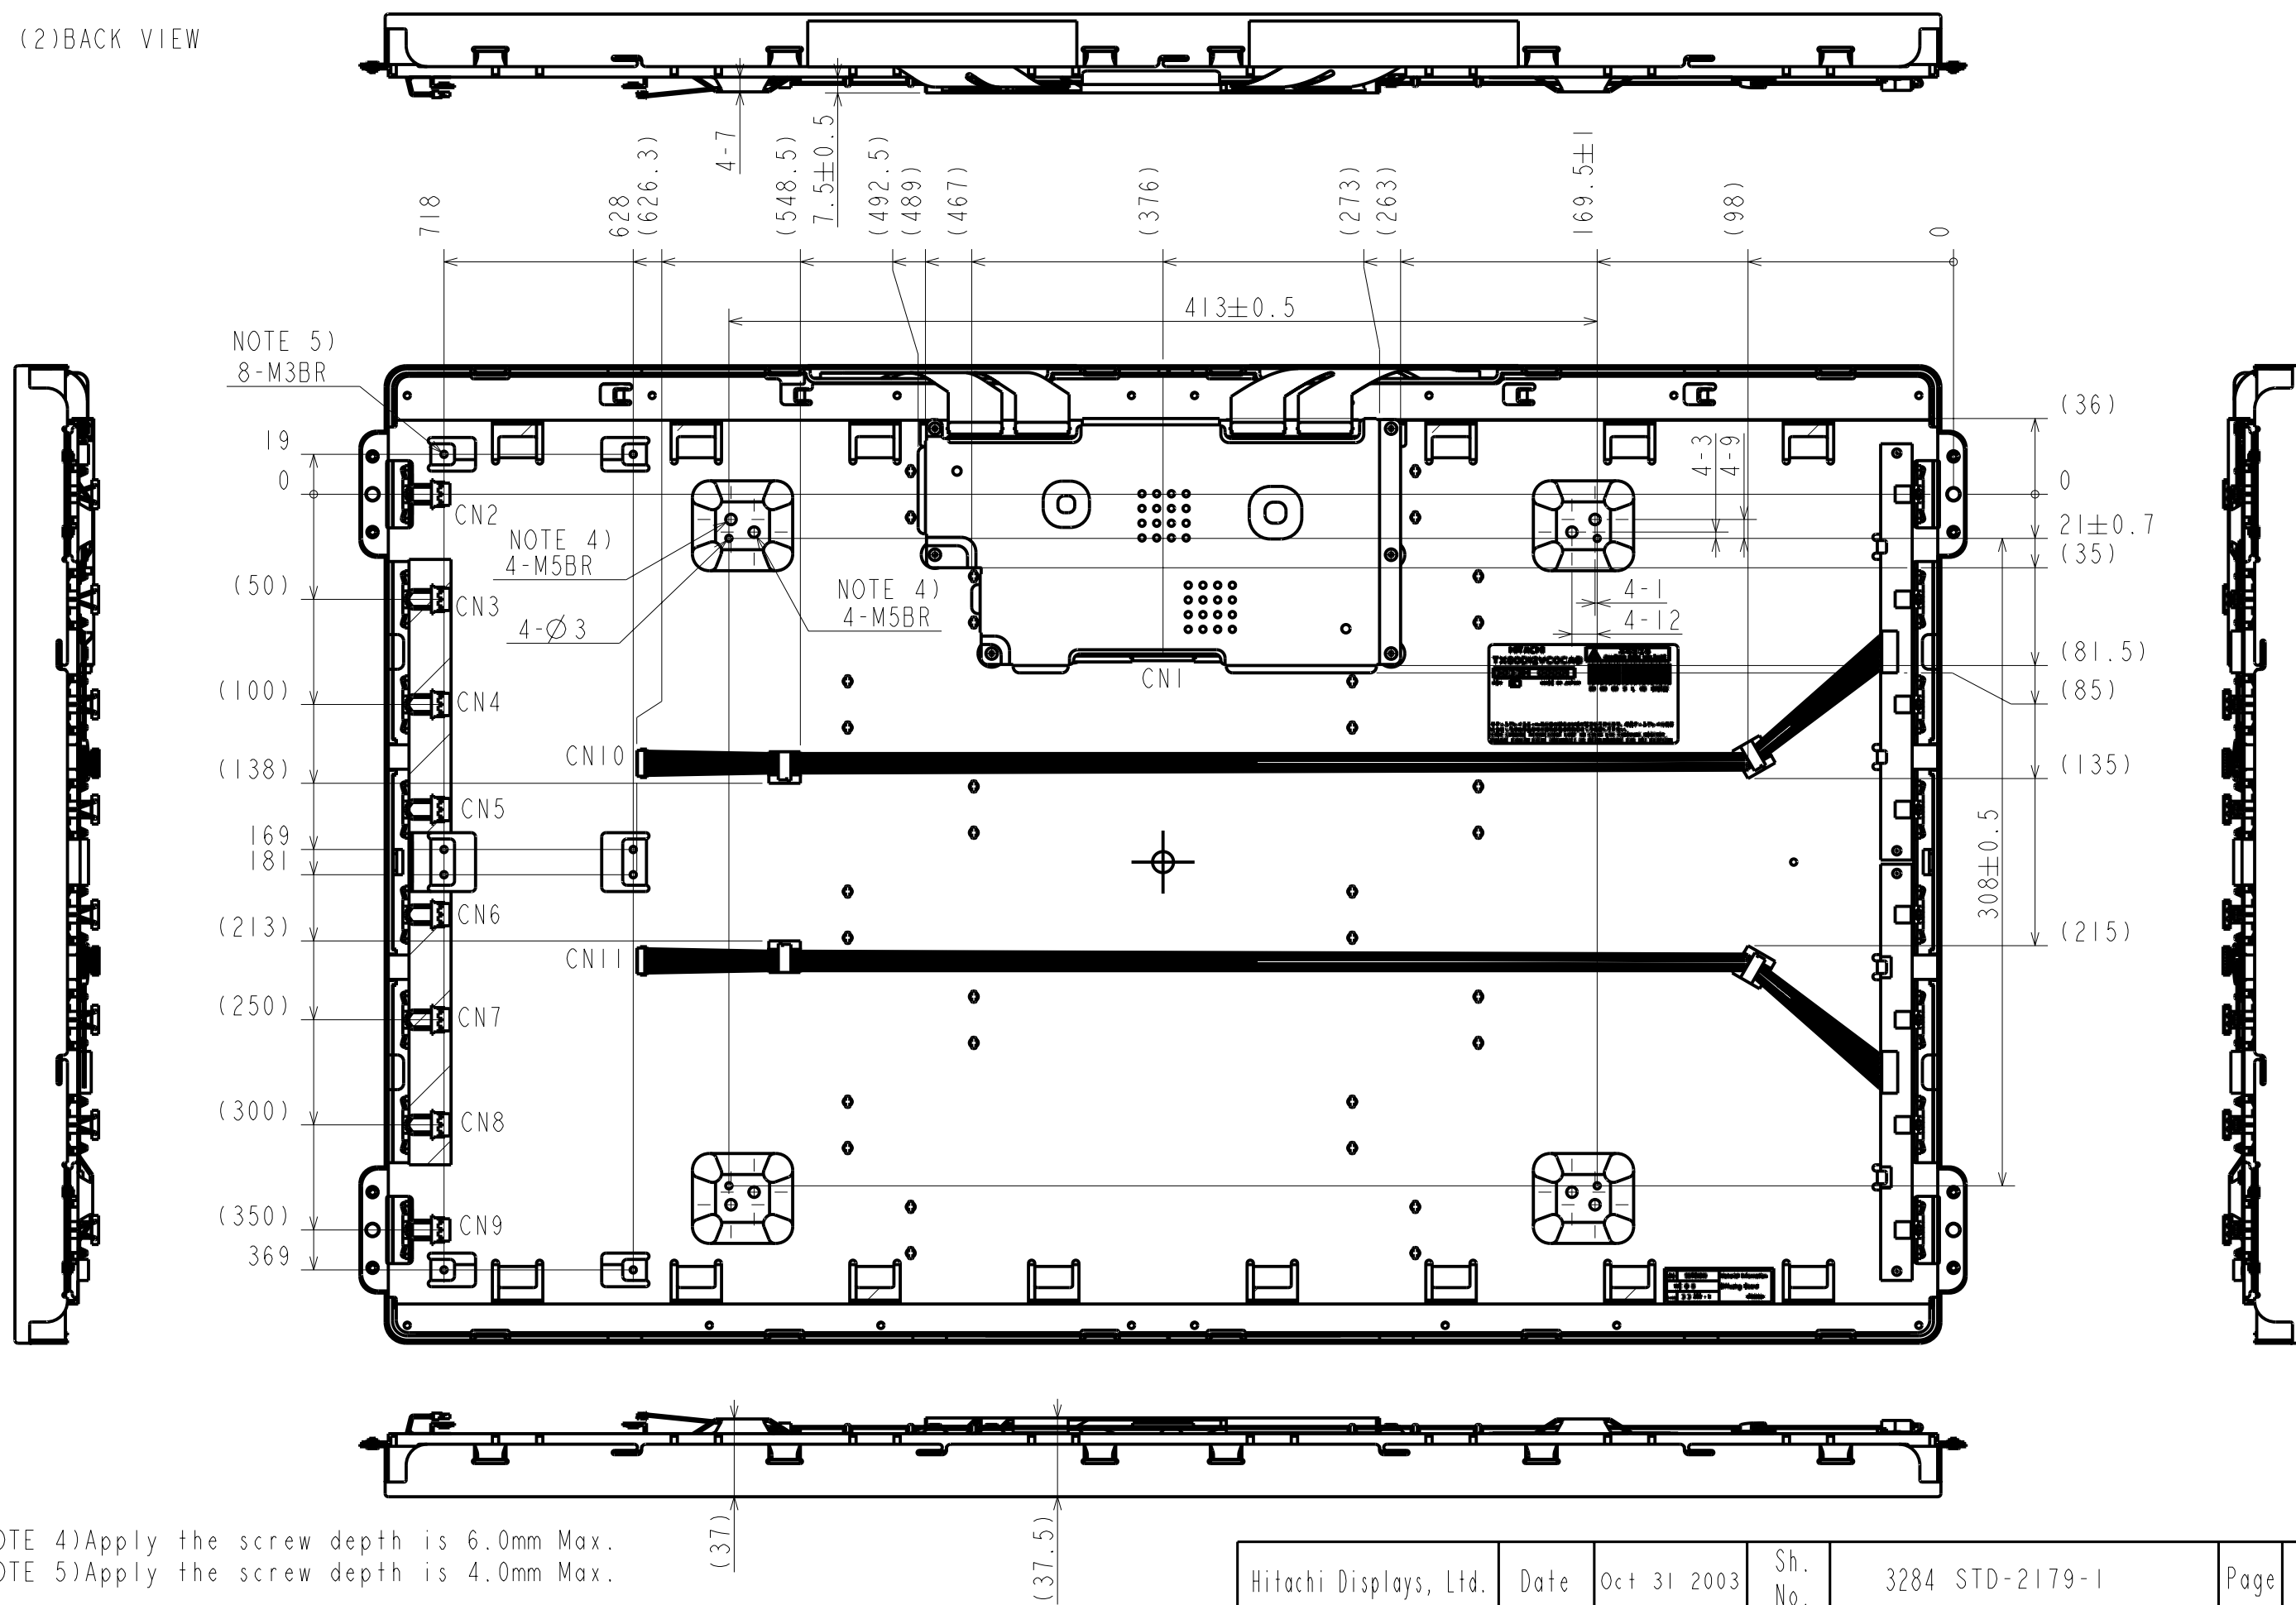 (2)BACK VIEW
4-7
7.5±0.5
718
628
(626.3)
(548.5)
(492.5)
(489)
(467)
(376)
(273)
(263)
169.5±1
(98)
0
413±0.5
NOTE 5)
8-M3BR
19
0
CN2
(50)
CN3
(100)
CN4
(138)
CN10
CN5
169
181
CN6
(213)
CN11
(250)
CN7
(300)
CN8
(350)
CN9
369
NOTE 4)
4-M5BR
4-Ø3
NOTE 4)
4-M5BR
CN1
4-3
4-9
4-1
4-12
HITACHI
(36)
0
21±0.7
(35)
(81.5)
(85)
(135)
308±0.5
(215)
(37)
(37.5)
OTE 4)Apply the screw depth is 6.0mm Max.
OTE 5)Apply the screw depth is 4.0mm Max.
Hitachi Displays, Ltd.
Date
Oct 31 2003
Sh.
No.
3284 STD-2179-1
Page